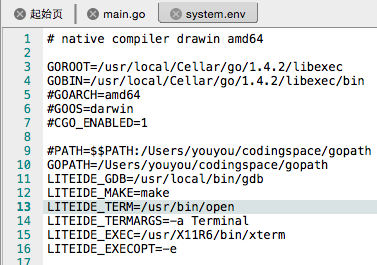 起始页 main.go system.env
1 # native compiler drawin amd64
2
3 GOROOT=/usr/local/Cellar/go/1.4.2/libexec
4 GOBIN=/usr/local/Cellar/go/1.4.2/libexec/bin
5 #GOARCH=amd64
6 #GOOS=darwin
7 #CGO_ENABLED=1
8
9 #PATH=$$PATH:/Users/youyou/codingspace/gopath
10 GOPATH=/Users/youyou/codingspace/gopath
11 LITEIDE_GDB=/usr/local/bin/gdb
12 LITEIDE_MAKE=make
13 LITEIDE_TERM=/usr/bin/open
14 LITEIDE_TERMARGS=-a Terminal
15 LITEIDE_EXEC=/usr/X11R6/bin/xterm
16 LITEIDE_EXECOPT=-e